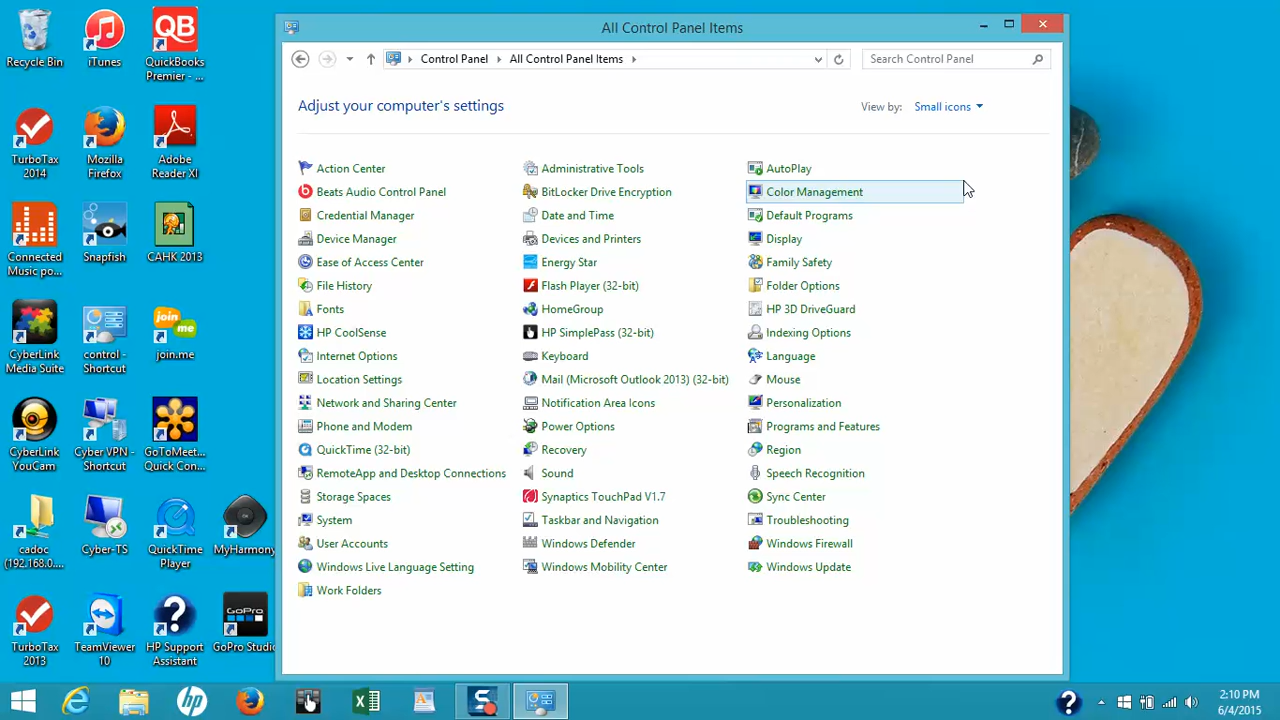 All Control Panel Items
Control Panel
All Control Panel Items
Search Control Panel
Adjust your computer's settings
View by: Small icons
Action Center
Administrative Tools
AutoPlay
Beats Audio Control Panel
BitLocker Drive Encryption
Color Management
Credential Manager
Date and Time
Default Programs
Device Manager
Devices and Printers
Display
Ease of Access Center
Energy Star
Family Safety
File History
Flash Player (32-bit)
Folder Options
Fonts
HomeGroup
HP 3D DriveGuard
HP CoolSense
HP SimplePass (32-bit)
Indexing Options
Internet Options
Keyboard
Language
Location Settings
Mail (Microsoft Outlook 2013) (32-bit)
Mouse
Network and Sharing Center
Notification Area Icons
Personalization
Phone and Modem
Power Options
Programs and Features
QuickTime (32-bit)
Recovery
Region
RemoteApp and Desktop Connections
Sound
Speech Recognition
Storage Spaces
Synaptics TouchPad V1.7
Sync Center
System
Taskbar and Navigation
Troubleshooting
User Accounts
Windows Defender
Windows Firewall
Windows Live Language Setting
Windows Mobility Center
Windows Update
Work Folders
Recycle Bin
iTunes
QB
QuickBooks
Premier - ...
TurboTax
2014
Mozilla
Firefox
Adobe
Reader XI
Connected
Music po...
Snapfish
CAHK 2013
CyberLink
Media Suite
control -
Shortcut
join
me
join.me
CyberLink
YouCam
Cyber VPN -
Shortcut
GoToMeet...
Quick Con...
cadoc
(192.168.0....
Cyber-TS
QuickTime
Player
MyHarmony
TurboTax
2013
TeamViewer
10
HP Support
Assistant
GoPro
GoPro Studio
hp
2:10 PM
6/4/2015